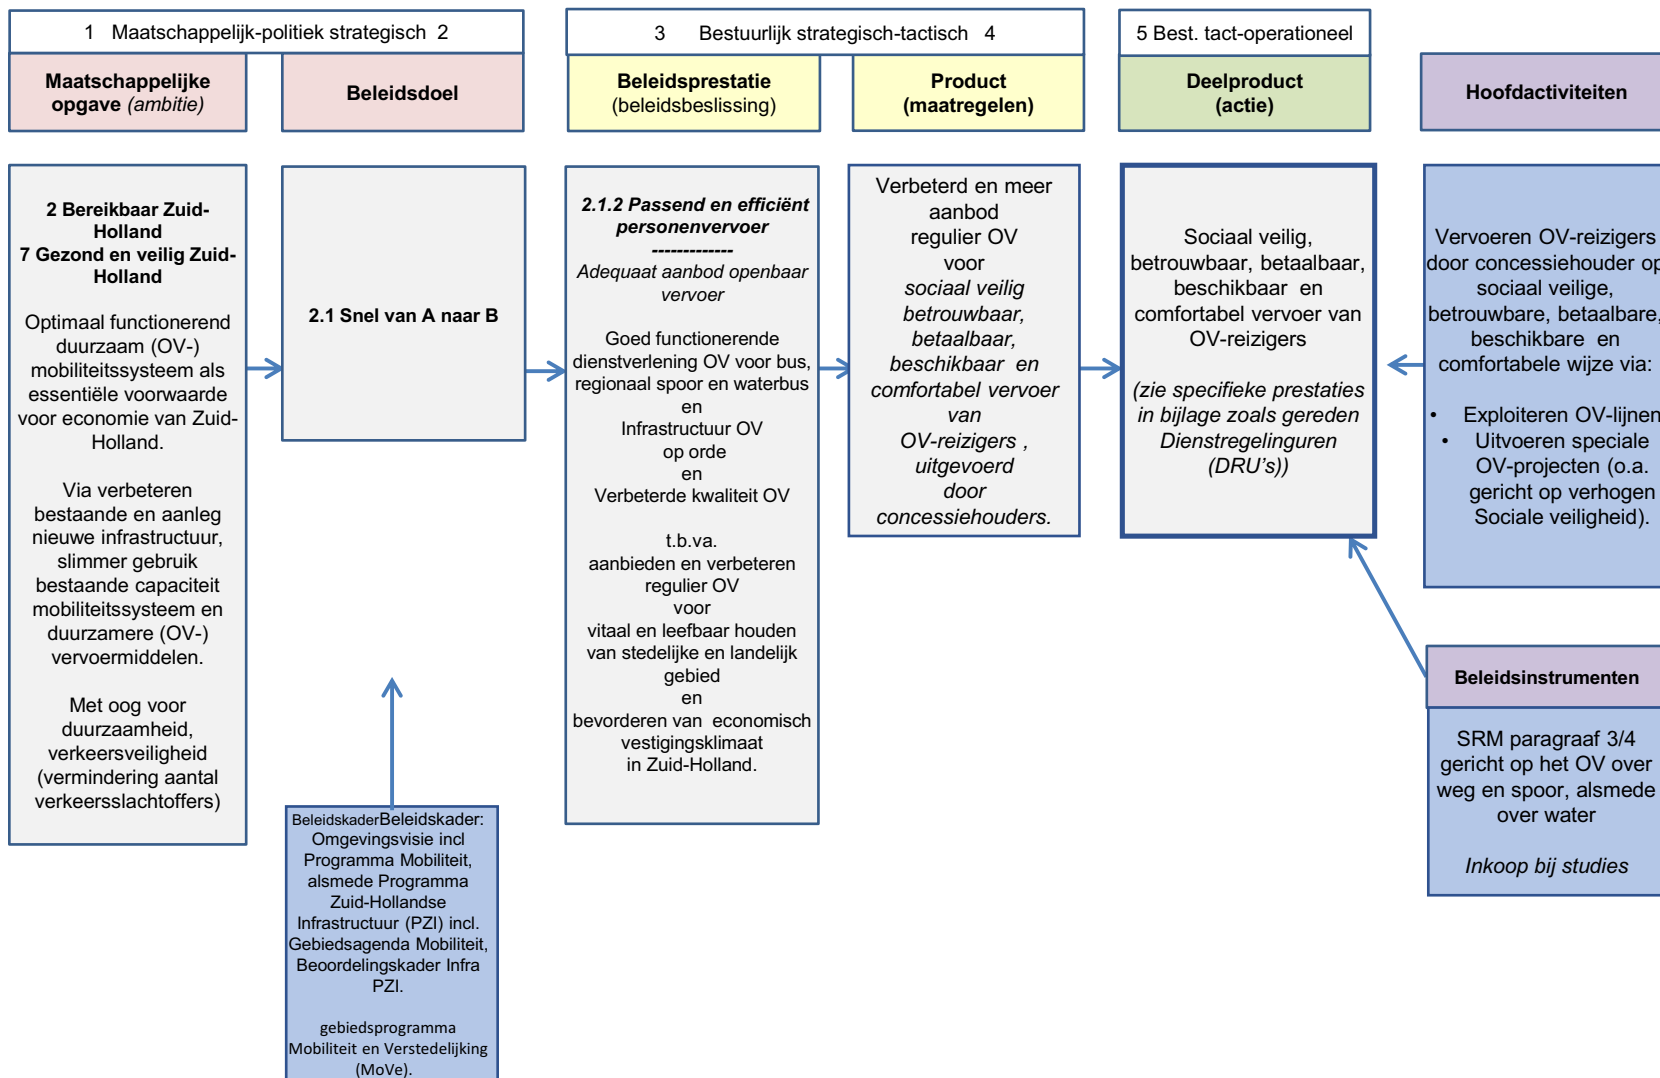 1 Maatschappelijk-politiek strategisch 2
3 Bestuurlijk strategisch-tactisch 4
5 Best. tact-operationeel
Maatschappelijke
opgave (ambitie)
Beleidsdoel
Beleidsprestatie
(beleidsbeslissing)
Product
(maatregelen)
Deelproduct
(actie)
Hoofdactiviteiten
2 Bereikbaar Zuid-
Holland
7 Gezond en veilig Zuid-
Holland
Optimaal functionerend
duurzaam (OV-)
mobiliteitssysteem als
essentiële voorwaarde
voor economie van Zuid-
Holland.
Via verbeteren
bestaande en aanleg
nieuwe infrastructuur,
slimmer gebruik
bestaande capaciteit
mobiliteitssysteem en
duurzamere (OV-)
vervoermiddelen.
Met oog voor
duurzaamheid,
verkeersveiligheid
(vermindering aantal
verkeersslachtoffers)
2.1 Snel van A naar B
2.1.2 Passend en efficiënt
personenvervoer
-------------
Adequaat aanbod openbaar
vervoer
Goed functionerende
dienstverlening OV voor bus,
regionaal spoor en waterbus
en
Infrastructuur OV
op orde
en
Verbeterde kwaliteit OV
t.b.va.
aanbieden en verbeteren
regulier OV
voor
vitaal en leefbaar houden
van stedelijke en landelijk
gebied
en
bevorderen van economisch
vestigingsklimaat
in Zuid-Holland.
Verbeterd en meer
aanbod
regulier OV
voor
sociaal veilig
betrouwbaar,
betaalbaar,
beschikbaar en
comfortabel vervoer
van
OV-reizigers ,
uitgevoerd
door
concessiehouders.
Sociaal veilig,
betrouwbaar, betaalbaar,
beschikbaar en
comfortabel vervoer van
OV-reizigers
(zie specifieke prestaties
in bijlage zoals gereden
Dienstregelinguren
(DRU's))
Vervoeren OV-reizigers
door concessiehouder op
sociaal veilige,
betrouwbare, betaalbare,
beschikbare en
comfortabele wijze via:
• Exploiteren OV-lijnen
• Uitvoeren speciale
OV-projecten (o.a.
gericht op verhogen
Sociale veiligheid).
Beleidsinstrumenten
SRM paragraaf 3/4
gericht op het OV over
weg en spoor, alsmede
over water
Inkoop bij studies
BeleidskaderBeleidskader:
Omgevingsvisie incl
Programma Mobiliteit,
alsmede Programma
Zuid-Hollandse
Infrastructuur (PZI) incl.
Gebiedsagenda Mobiliteit,
Beoordelingskader Infra
PZI.
gebiedsprogramma
Mobiliteit en Verstedelijking
(MoVe).